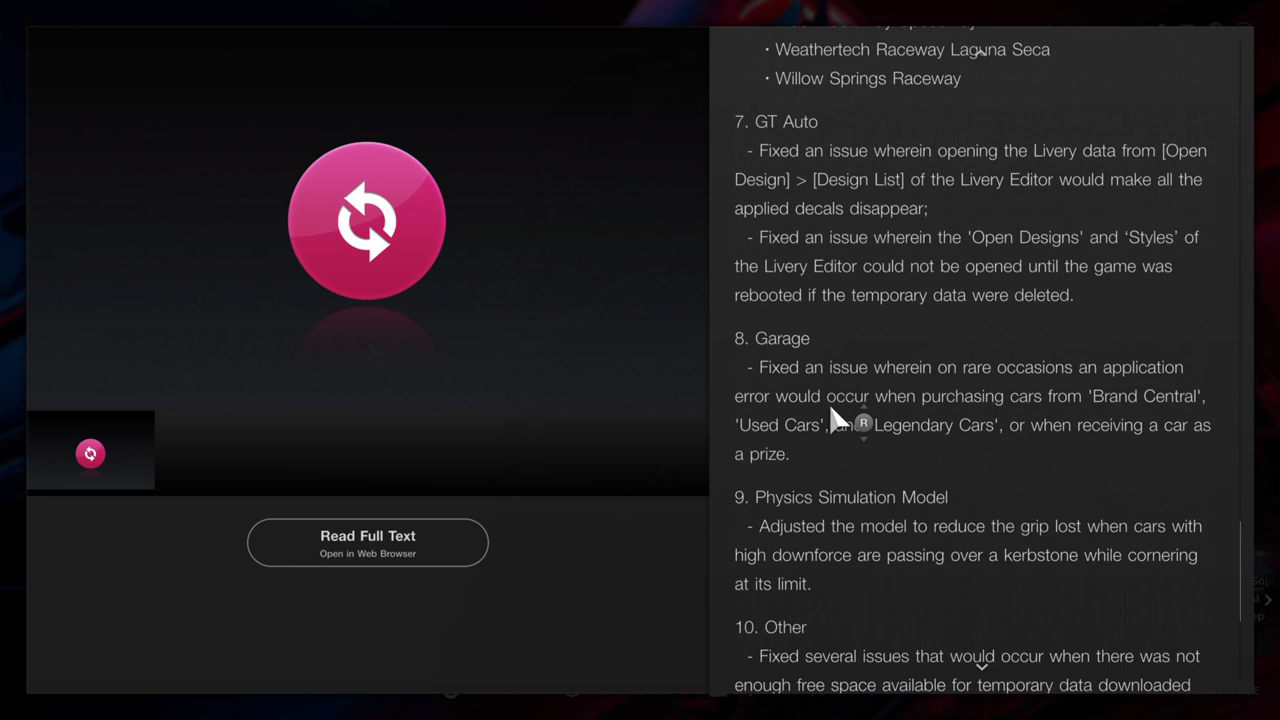 · Weathertech Raceway Laguna Seca
· Willow Springs Raceway
7. GT Auto
- Fixed an issue wherein opening the Livery data from [Open
Design] > [Design List] of the Livery Editor would make all the
applied decals disappear;
- Fixed an issue wherein the 'Open Designs' and ‘Styles’ of
the Livery Editor could not be opened until the game was
rebooted if the temporary data were deleted.
8. Garage
- Fixed an issue wherein on rare occasions an application
error would occur when purchasing cars from 'Brand Central',
'Used Cars', and Legendary Cars', or when receiving a car as
a prize.
R
9. Physics Simulation Model
- Adjusted the model to reduce the grip lost when cars with
high downforce are passing over a kerbstone while cornering
at its limit.
10. Other
- Fixed several issues that would occur when there was not
enough free space available for temporary data downloaded
Read Full Text
Open in Web Browser